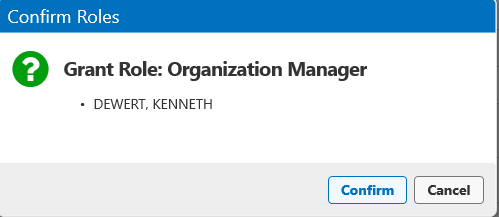 Confirm Roles
Grant Role: Organization Manager
• DEWERT, KENNETH
Confirm Cancel